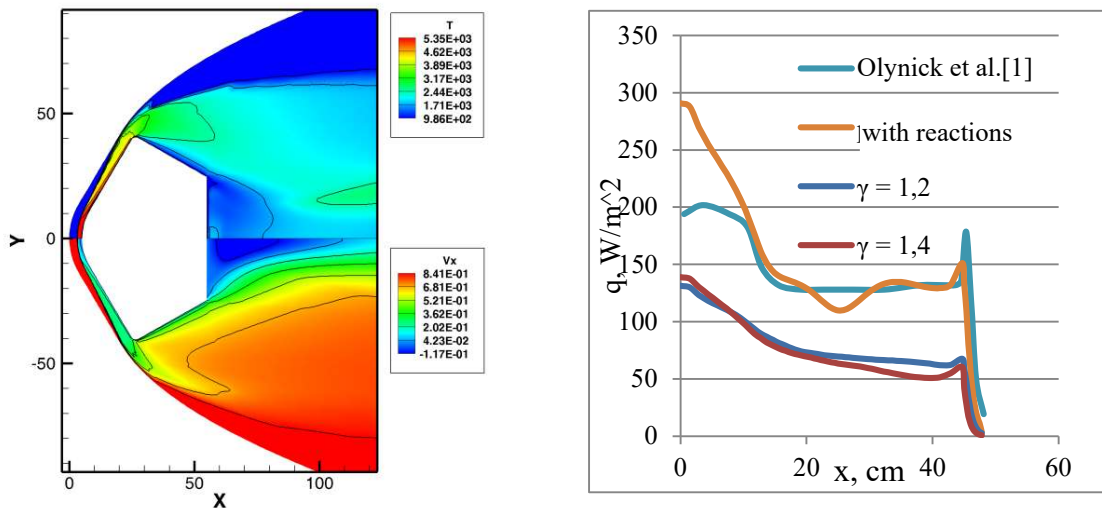 T
5.35E+03
4.62E+03
3.89E+03
3.17E+03
2.44E+03
1.71E+03
9.86E+02
Y
50
0
-50
0
50
100
X
Vx
8.41E-01
6.81E-01
5.21E-01
3.62E-01
2.02E-01
4.23E-02
-1.17E-01
q, W/m^2
350
300
250
200
150
100
50
0
0
20
40
60
x, cm
Olynick et al.[1]
with reactions
γ = 1,2
γ = 1,4